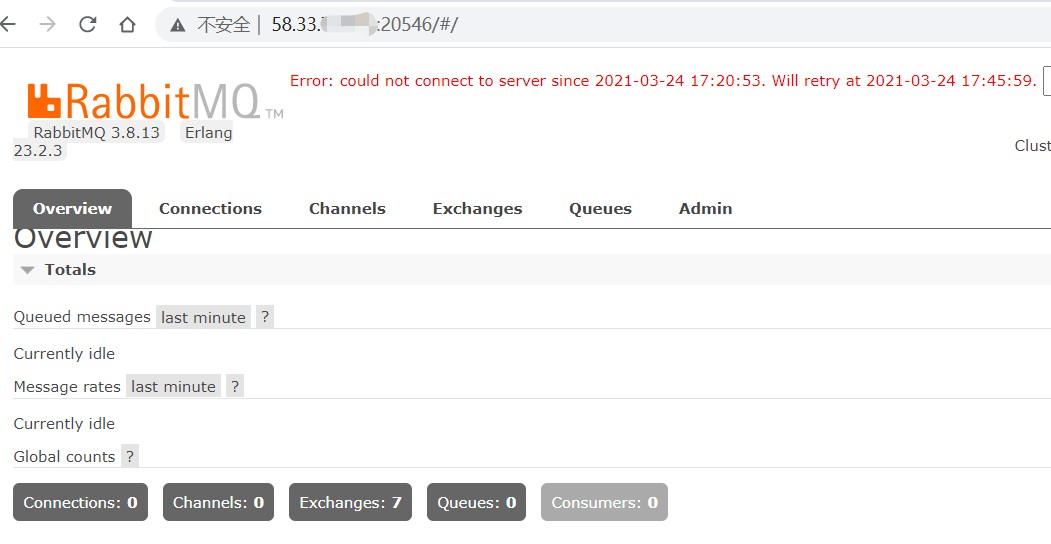 不安全 | 58.33. :20546/#/
Error: could not connect to server since 2021-03-24 17:20:53. Will retry at 2021-03-24 17:45:59.
RabbitMQ TM
RabbitMQ 3.8.13 Erlang
23.2.3
Clust
Overview Connections Channels Exchanges Queues Admin
Overview
Totals
Queued messages last minute ?
Currently idle
Message rates last minute ?
Currently idle
Global counts ?
Connections: 0 Channels: 0 Exchanges: 7 Queues: 0 Consumers: 0